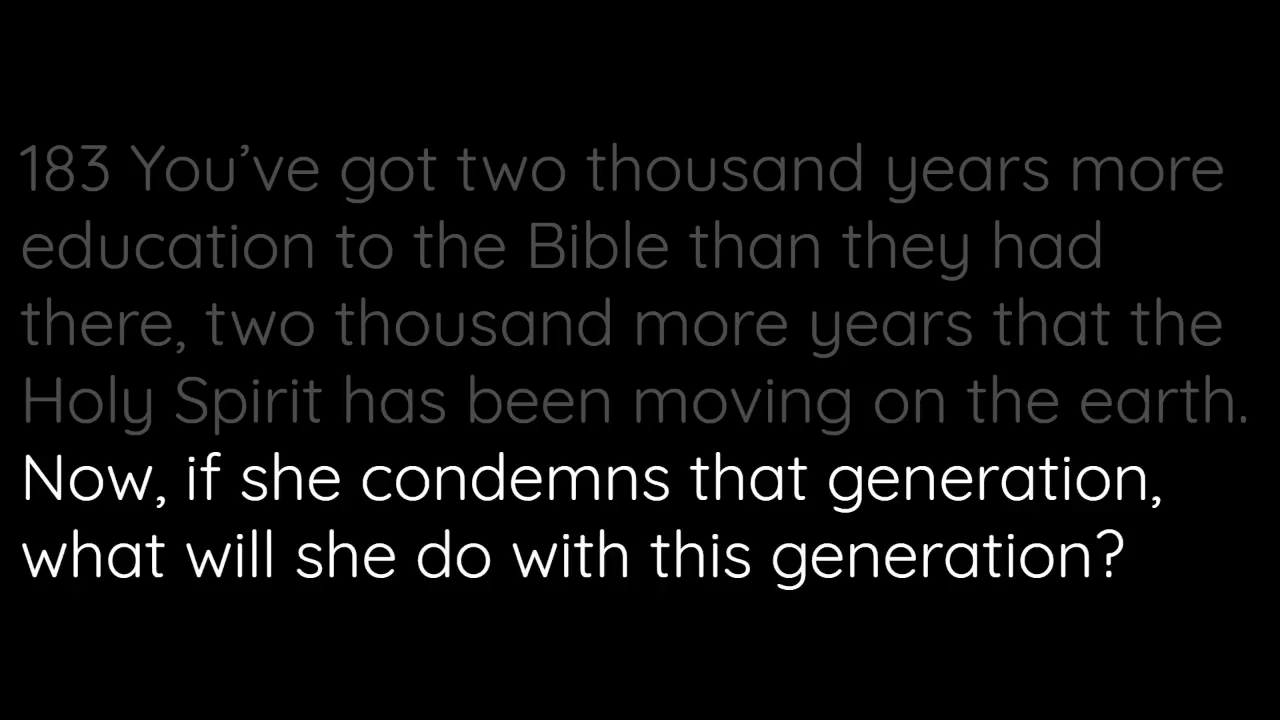 183 You’ve got two thousand years more
education to the Bible than they had
there, two thousand more years that the
Holy Spirit has been moving on the earth.
Now, if she condemns that generation,
what will she do with this generation?